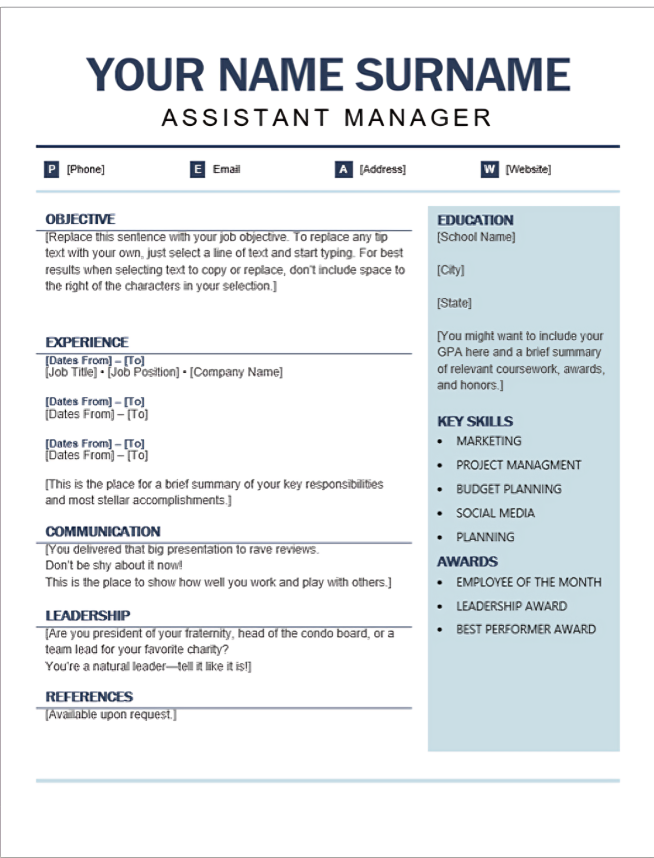 YOUR NAME SURNAME
ASSISTANT MANAGER
P [Phone] E Email A [Address] W [Website]
OBJECTIVE
[Replace this sentence with your job objective. To replace any tip
text with your own, just select a line of text and start typing. For best
results when selecting text to copy or replace, don't include space to
the right of the characters in your selection.]
EXPERIENCE
[Dates From] – [To]
[Job Title] • [Job Position] • [Company Name]
[Dates From] – [To]
[Dates From] – [To]
[Dates From] – [To]
[Dates From] – [To]
[This is the place for a brief summary of your key responsibilities
and most stellar accomplishments.]
COMMUNICATION
[You delivered that big presentation to rave reviews.
Don't be shy about it now!
This is the place to show how well you work and play with others.]
LEADERSHIP
[Are you president of your fraternity, head of the condo board, or a
team lead for your favorite charity?
You're a natural leader—tell it like it is!]
REFERENCES
[Available upon request.]
EDUCATION
[School Name]
[City]
[State]
[You might want to include your
GPA here and a brief summary
of relevant coursework, awards,
and honors.]
KEY SKILLS
• MARKETING
• PROJECT MANAGMENT
• BUDGET PLANNING
• SOCIAL MEDIA
• PLANNING
AWARDS
• EMPLOYEE OF THE MONTH
• LEADERSHIP AWARD
• BEST PERFORMER AWARD